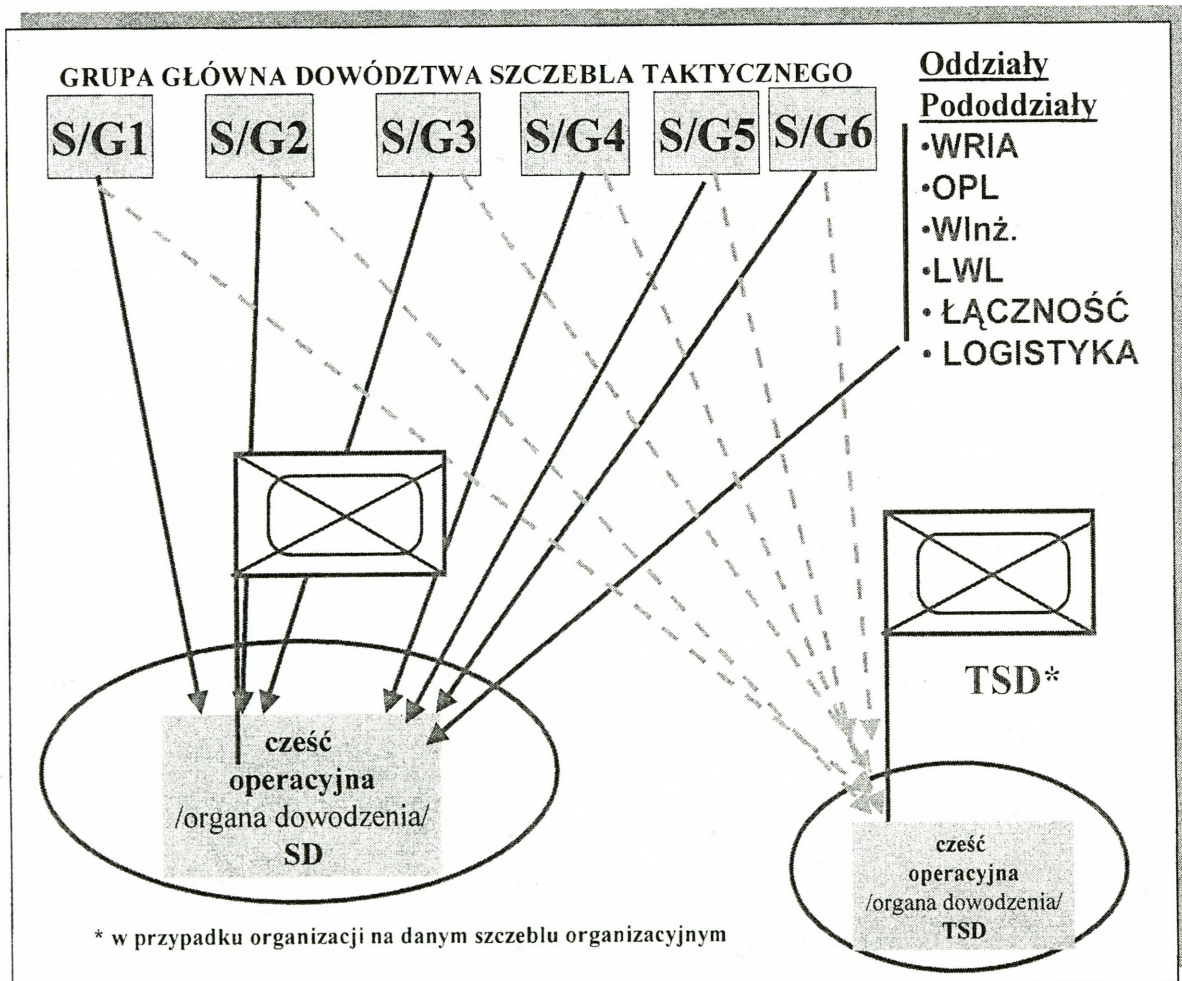 GRUPA GŁÓWNA DOWÓDZTWA SZCZEBLA TAKTYCZNEGO
S/G1 S/G2 S/G3 S/G4 S/G5 S/G6
Oddziały
Pododdziały
•WRIA
•OPL
•WInż.
•LWL
• ŁĄCZNOŚĆ
• LOGISTYKA
TSD*
cześć
operacyjna
/organa dowodzenia/
SD
cześć
operacyjna
/organa dowodzenia/
TSD
* w przypadku organizacji na danym szczeblu organizacyjnym